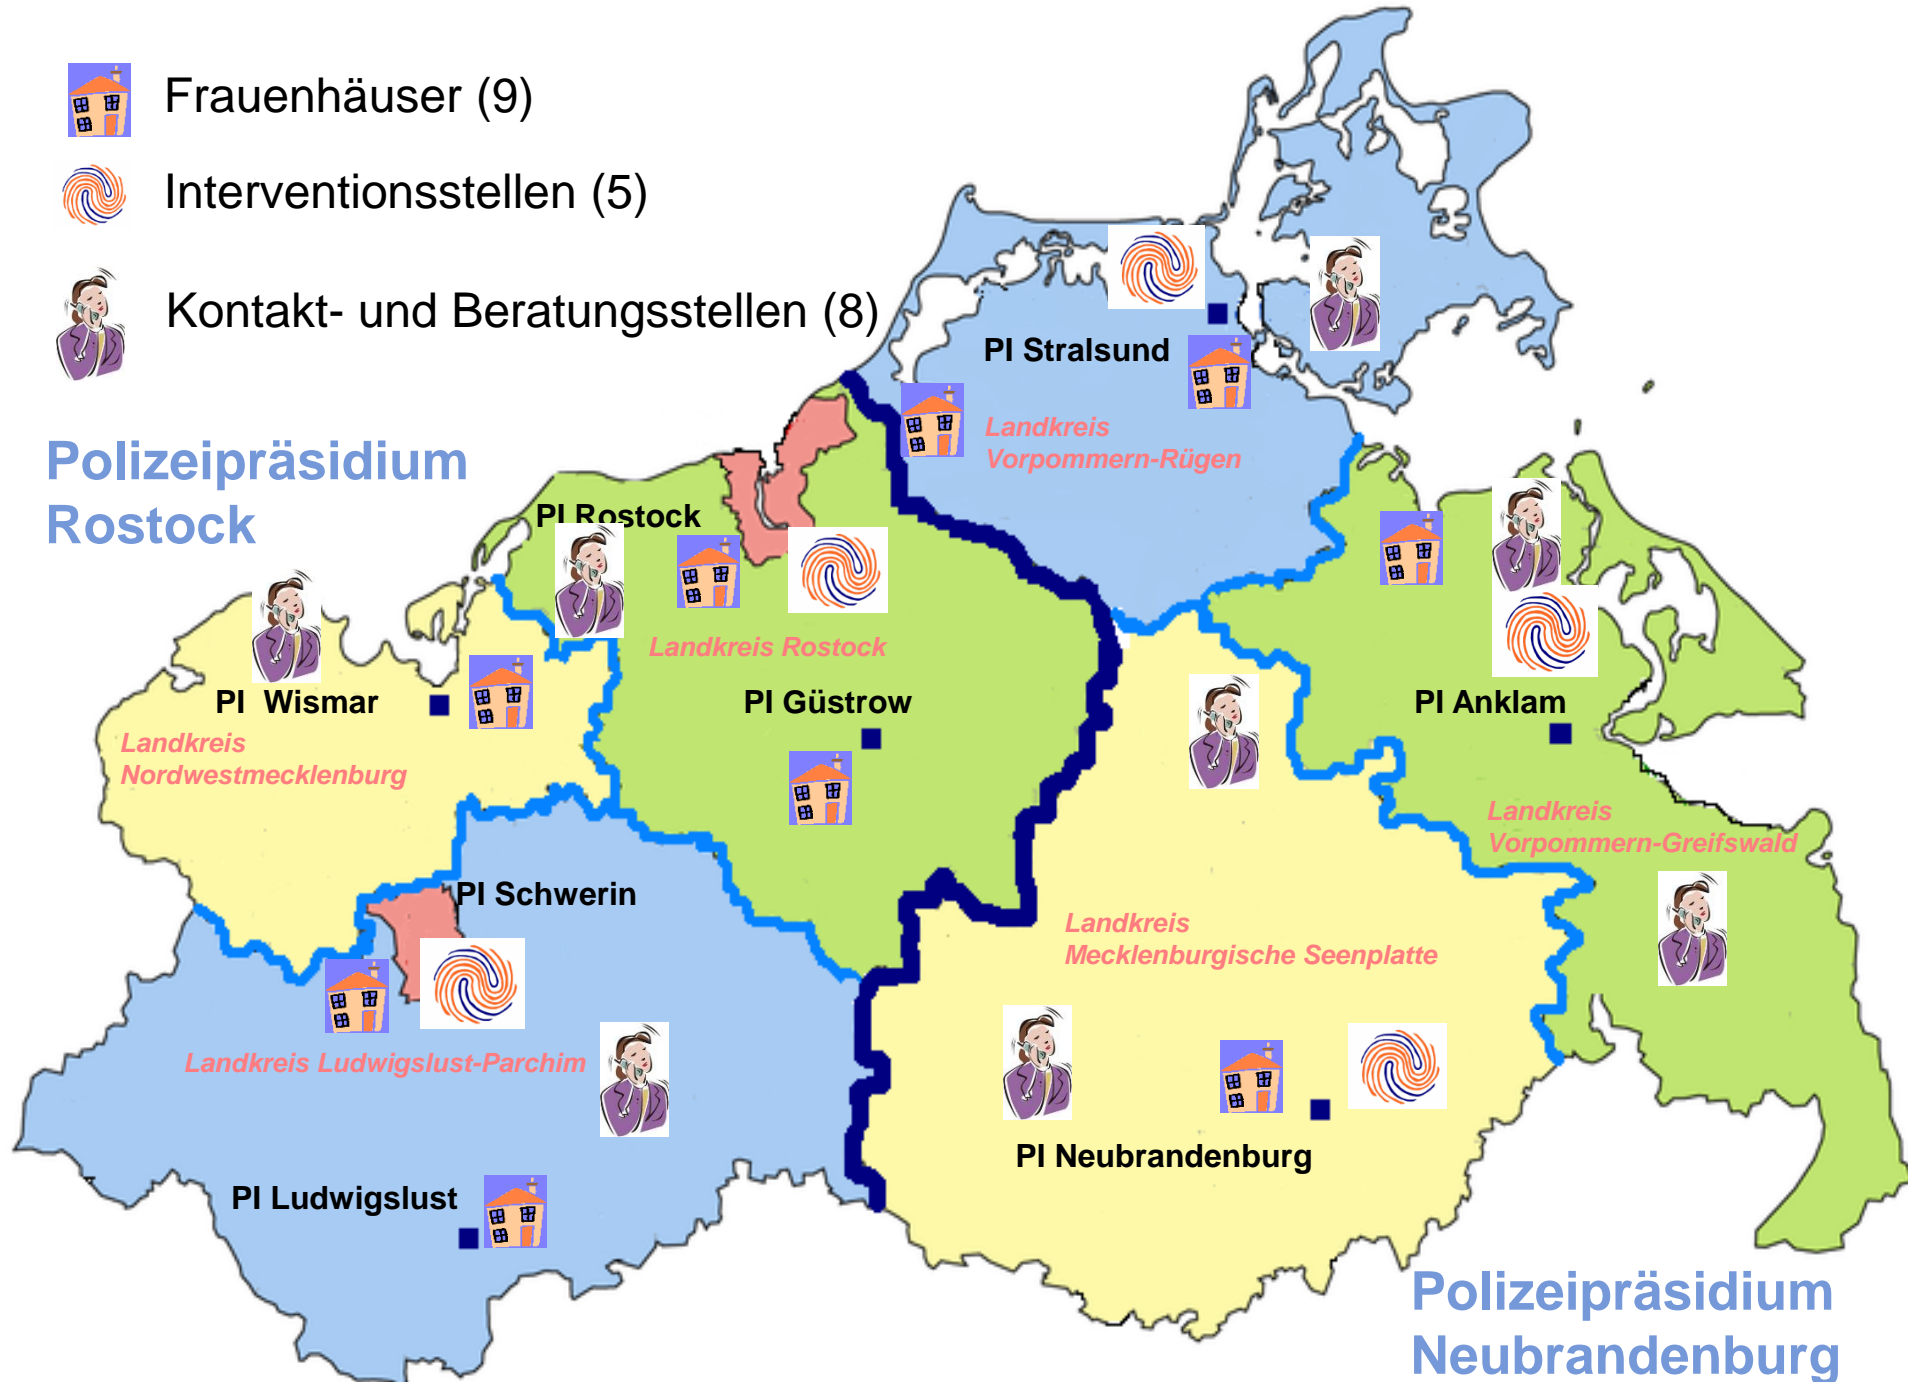 Frauenhäuser (9)
Interventionsstellen (5)
Kontakt- und Beratungsstellen (8)
PI Stralsund
Landkreis
Vorpommern-Rügen
Polizeipräsidium
Rostock
PI Rostock
Landkreis Rostock
PI Wismar
PI Güstrow
PI Anklam
Landkreis
Nordwestmecklenburg
Landkreis
Vorpommern-Greifswald
PI Schwerin
Landkreis
Mecklenburgische Seenplatte
Landkreis Ludwigslust-Parchim
PI Neubrandenburg
PI Ludwigslust
Polizeipräsidium
Neubrandenburg